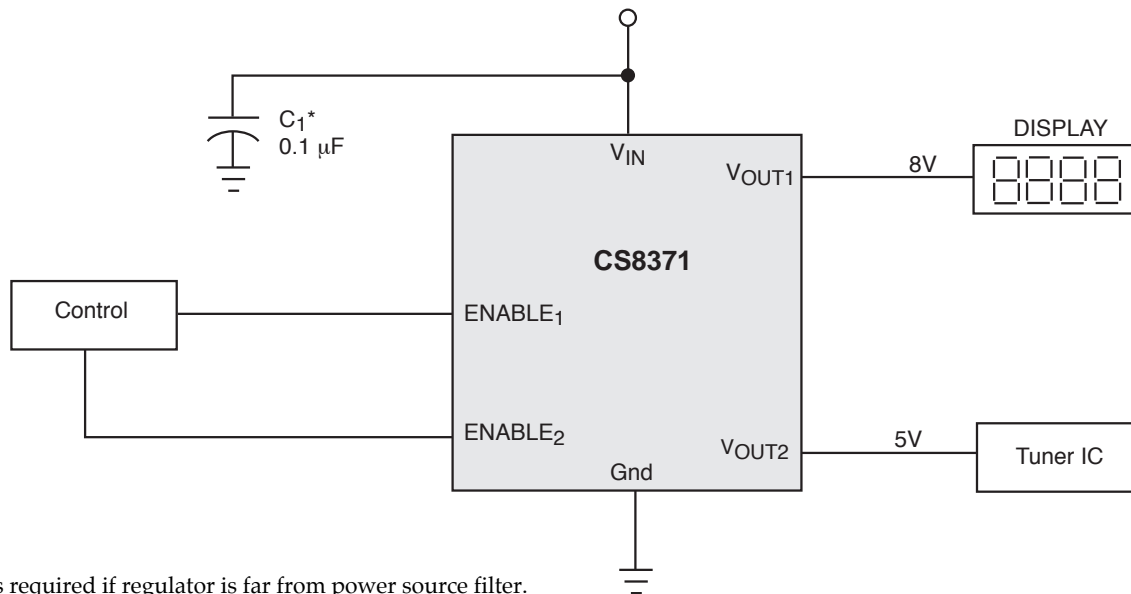 C1*
0.1 µF
DISPLAY
VIN
VOUT1
8V
CS8371
Control
ENABLE1
ENABLE2
VOUT2
5V
Tuner IC
Gnd
required if regulator is far from power source filter.